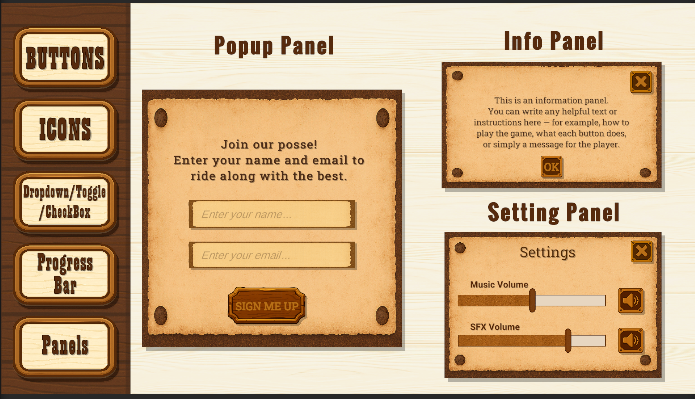 BUTTONS
ICONS
Dropdown/Toggle
/CheckBox
Progress
Bar
Panels
Popup Panel
Join our posse!
Enter your name and email to
ride along with the best.
Enter your name...
Enter your email...
SIGN ME UP
Info Panel
This is an information panel.
You can write any helpful text or
instructions here — for example, how to
play the game, what each button does,
or simply a message for the player.
OK
Setting Panel
Settings
Music Volume
SFX Volume